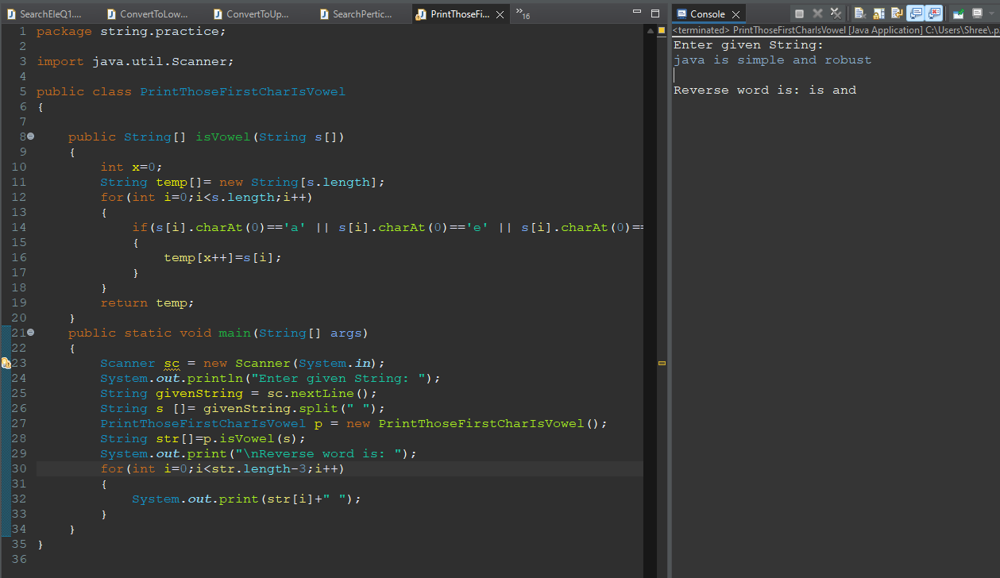 SearchEleQ1.... ConvertToLow... ConvertToUp... SearchPertic... PrintThoseFi... »16
1 package string.practice;
2
3 import java.util.Scanner;
4
5 public class PrintThoseFirstCharIsVowel
6 {
7
8 public String[] isVowel(String s[])
9 {
10 int x=0;
11 String temp[]= new String[s.length];
12 for(int i=0;i<s.length;i++)
13 {
14 if(s[i].charAt(0)=='a' || s[i].charAt(0)=='e' || s[i].charAt(0)==
15 {
16 temp[x++]=s[i];
17 }
18 }
19 return temp;
20 }
21 public static void main(String[] args)
22 {
23 Scanner sc = new Scanner(System.in);
24 System.out.println("Enter given String: ");
25 String givenString = sc.nextLine();
26 String s []= givenString.split(" ");
27 PrintThoseFirstCharIsVowel p = new PrintThoseFirstCharIsVowel();
28 String str[]=p.isVowel(s);
29 System.out.print("\nReverse word is: ");
30 for(int i=0;i<str.length-3;i++)
31 {
32 System.out.print(str[i]+" ");
33 }
34 }
35 }
36
Console
<terminated> PrintThoseFirstCharIsVowel [Java Application] C:\Users\Shree\.p
Enter given String:
java is simple and robust
Reverse word is: is and